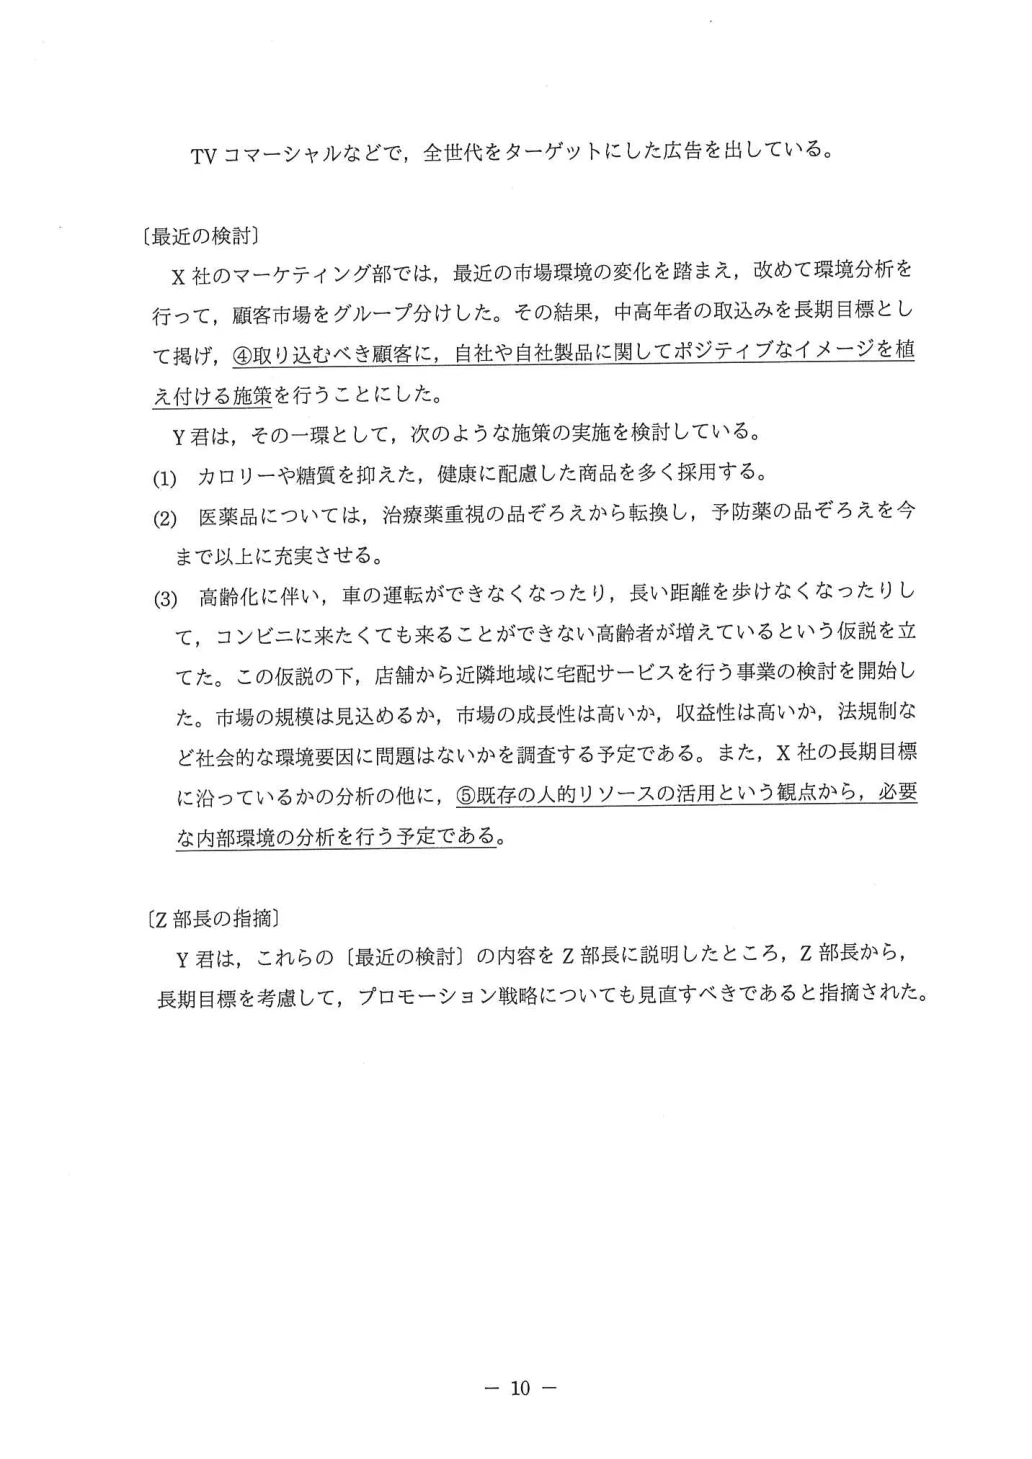 TV コマーシャルなどで，全世代をターゲットにした広告を出している。
〔最近の検討〕
X 社のマーケティング部では，最近の市場環境の変化を踏まえ，改めて環境分析を
行って，顧客市場をグループ分けした。その結果，中高年者の取込みを長期目標とし
て掲げ，④取り込むべき顧客に，自社や自社製品に関してポジティブなイメージを植
え付ける施策を行うことにした。
Y 君は，その一環として，次のような施策の実施を検討している。
(1) カロリーや糖質を抑えた，健康に配慮した商品を多く採用する。
(2) 医薬品については，治療薬重視の品ぞろえから転換し，予防薬の品ぞろえを今
まで以上に充実させる。
(3) 高齢化に伴い，車の運転ができなくなったり，長い距離を歩けなくなったりし
て，コンビニに来たくても来ることができない高齢者が増えているという仮説を立
てた。この仮説の下，店舗から近隣地域に宅配サービスを行う事業の検討を開始し
た。市場の規模は見込めるか，市場の成長性は高いか，収益性は高いか，法規制な
ど社会的な環境要因に問題はないかを調査する予定である。また，X 社の長期目標
に沿っているかの分析の他に，⑤既存の人的リソースの活用という観点から，必要
な内部環境の分析を行う予定である。
〔Z 部長の指摘〕
Y 君は，これらの〔最近の検討〕の内容を Z 部長に説明したところ，Z 部長から，
長期目標を考慮して，プロモーション戦略についても見直すべきであると指摘された。
－ 10 －